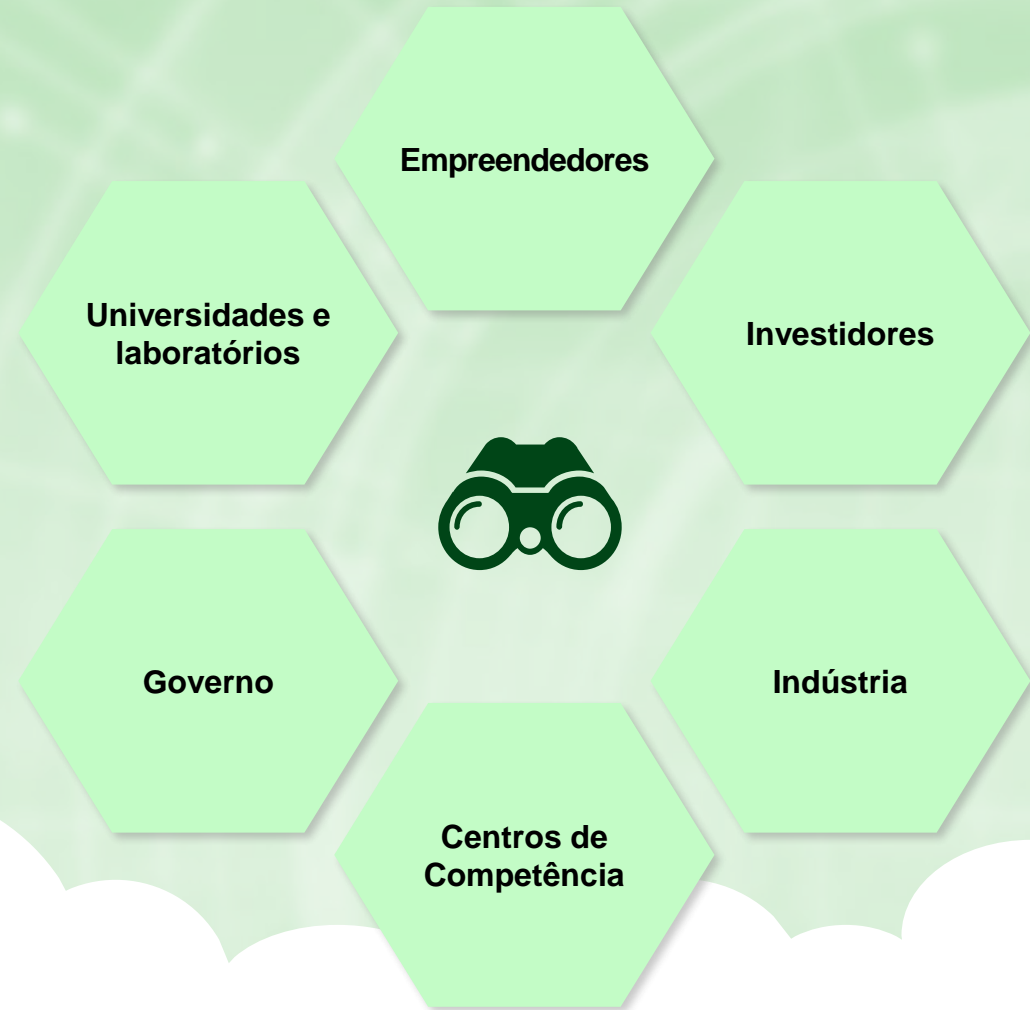 Empreendedores
Universidades e
laboratórios
Investidores
Governo
Indústria
Centros de
Competência